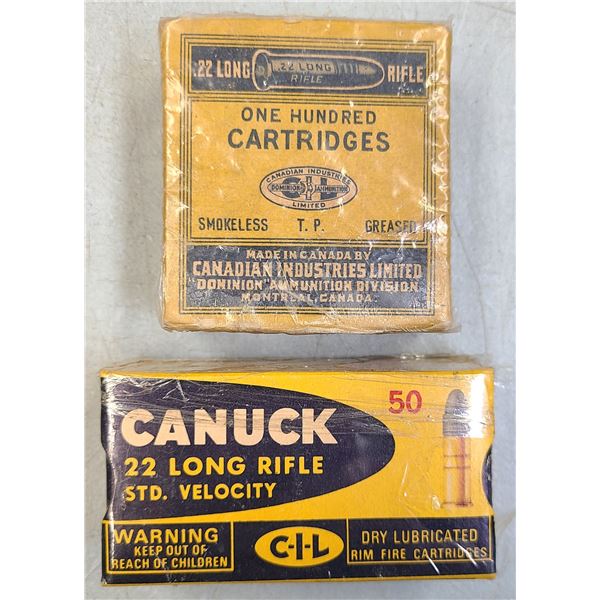 .22 LONG RIFLE
.22 LONG
RIFLE
ONE HUNDRED
CARTRIDGES
CANADIAN INDUSTRIES
C-I-L
DOMINION AMMUNITION
LIMITED
SMOKELESS T. P. GREASED
MADE IN CANADA BY
CANADIAN INDUSTRIES LIMITED
"DOMINION" AMMUNITION DIVISION
MONTREAL, CANADA.
CANUCK 50
22 LONG RIFLE
STD. VELOCITY
WARNING
KEEP OUT OF
REACH OF CHILDREN
C-I-L
DRY LUBRICATED
RIM FIRE CARTRIDGES